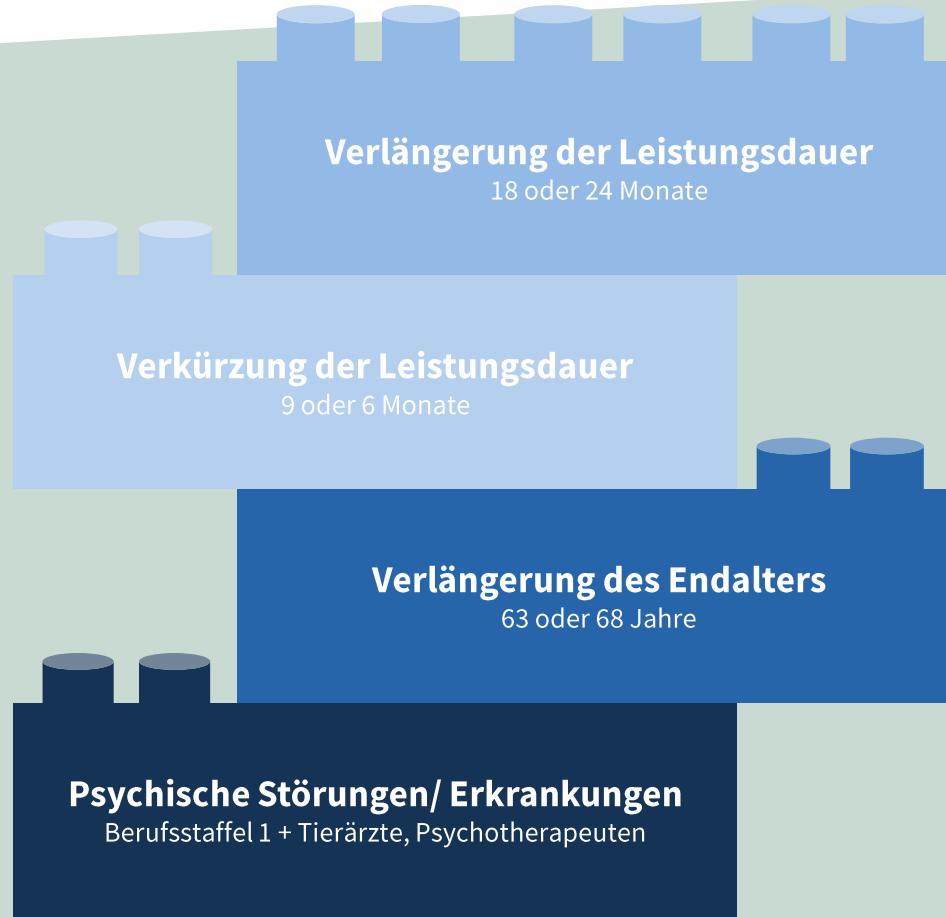 Verlängerung der Leistungsdauer
18 oder 24 Monate
Verkürzung der Leistungsdauer
9 oder 6 Monate
Verlängerung des Endalters
63 oder 68 Jahre
Psychische Störungen/ Erkrankungen
Berufsstaffel 1 + Tierärzte, Psychotherapeuten